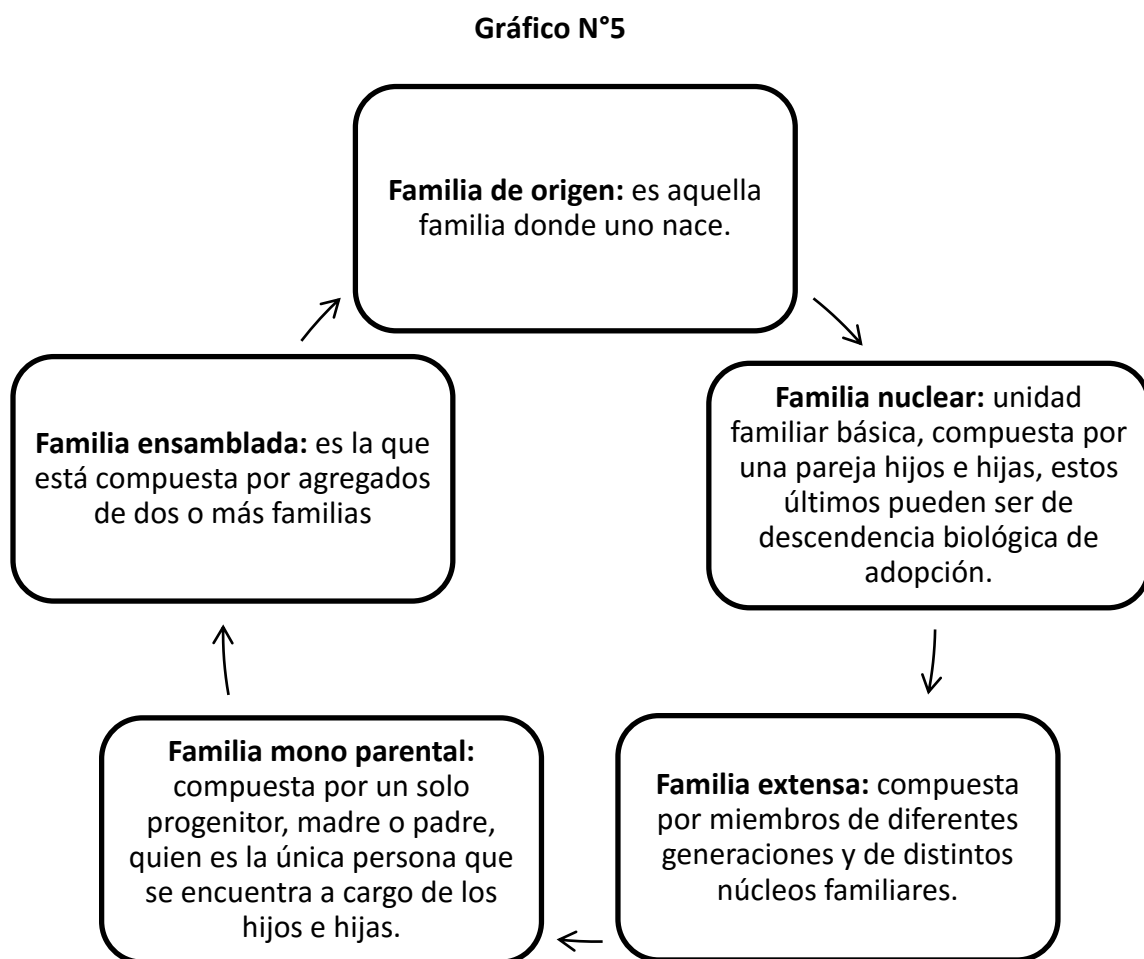 Gráfico N°5
Familia de origen: es aquella
familia donde uno nace.
Familia nuclear: unidad
familiar básica, compuesta por
una pareja hijos e hijas, estos
últimos pueden ser de
descendencia biológica de
adopción.
Familia extensa: compuesta
por miembros de diferentes
generaciones y de distintos
núcleos familiares.
Familia mono parental:
compuesta por un solo
progenitor, madre o padre,
quien es la única persona que
se encuentra a cargo de los
hijos e hijas.
Familia ensamblada: es la que
está compuesta por agregados
de dos o más familias